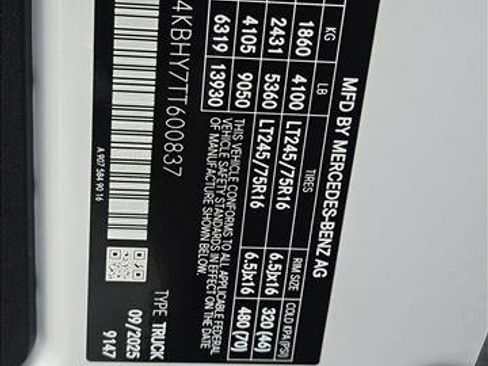 MFD BY MERCEDES-BENZ AG
KG LB TIRES RIM SIZE COLD KPA (PSI)
1860 4100 LT245/75R16 6.5Jx16 320 (46)
2431 5360 LT245/75R16 6.5Jx16 480 (70)
4105 9050
6319 13930
THIS VEHICLE CONFORMS TO ALL APPLICABLE FEDERAL
VEHICLE SAFETY STANDARDS IN EFFECT ON THE DATE OF
MANUFACTURE SHOWN ABOVE.
4KBHY7TT600837
TYPE TRUCK
09/2025
9147
A 907 584 90 16